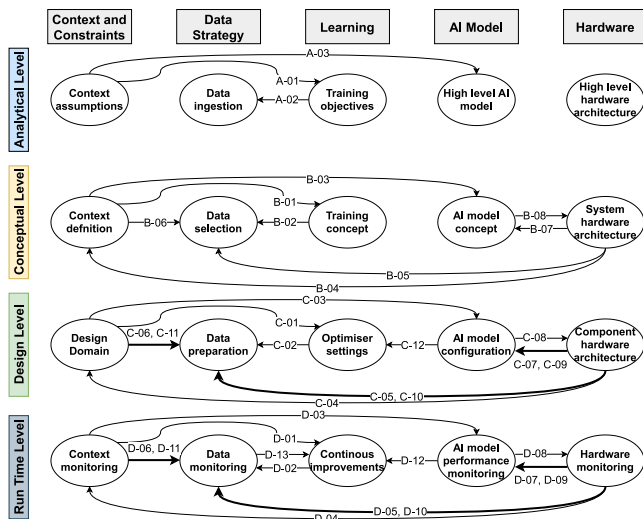 Context and
Constraints
Data
Strategy
Learning
AI Model
Hardware
Analytical Level
A-03
A-01
A-02
Context
assumptions
Data
ingestion
Training
objectives
High level AI
model
High level
hardware
architecture
Conceptual Level
B-03
B-01
B-02
B-06
B-08
B-07
Context
defnition
Data
selection
Training
concept
AI model
concept
System
hardware
architecture
B-05
B-04
Design Level
C-03
C-01
C-06, C-11
C-02
C-12
C-08
C-07, C-09
Design
Domain
Data
preparation
Optimiser
settings
AI model
configuration
Component
hardware
architecture
C-05, C-10
C-04
Run Time Level
D-03
D-01
D-06, D-11
D-13
D-02
D-12
D-08
D-07, D-09
Context
monitoring
Data
monitoring
Continous
improvements
AI model
performance
monitoring
Hardware
monitoring
D-05, D-10
D-04